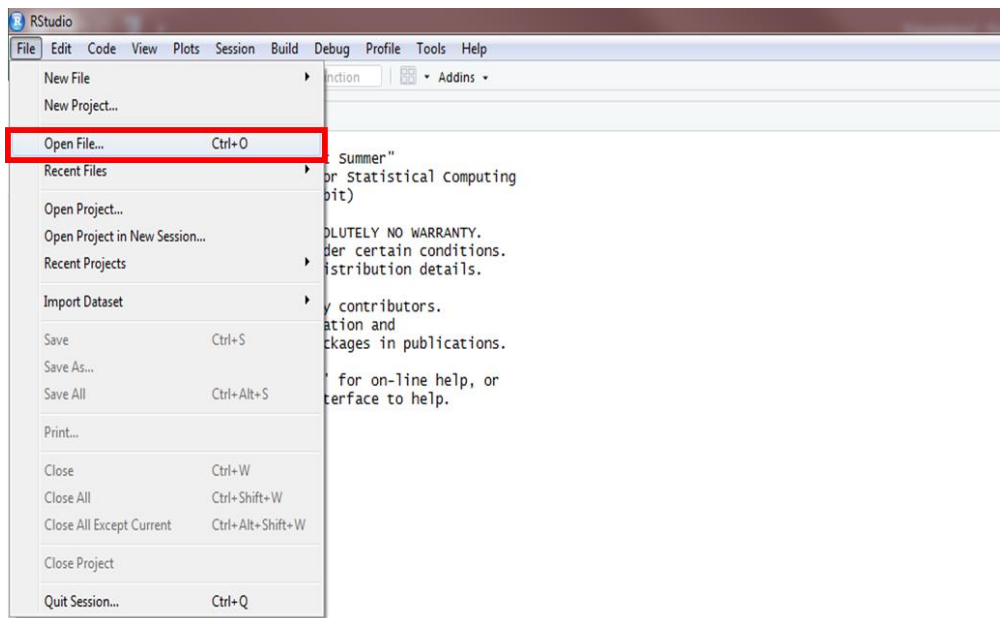 RStudio
File Edit Code View Plots Session Build Debug Profile Tools Help
New File
nction Addins
New Project...
Open File... Ctrl+O
t Summer"
Recent Files
or Statistical Computing
bit)
Open Project...
OLUTELY NO WARRANTY.
Open Project in New Session...
der certain conditions.
Recent Projects
istribution details.
Import Dataset
y contributors.
ation and
Save Ctrl+S
ckages in publications.
Save As...
' for on-line help, or
Save All Ctrl+Alt+S
terface to help.
Print...
Close Ctrl+W
Close All Ctrl+Shift+W
Close All Except Current Ctrl+Alt+Shift+W
Close Project
Quit Session... Ctrl+Q